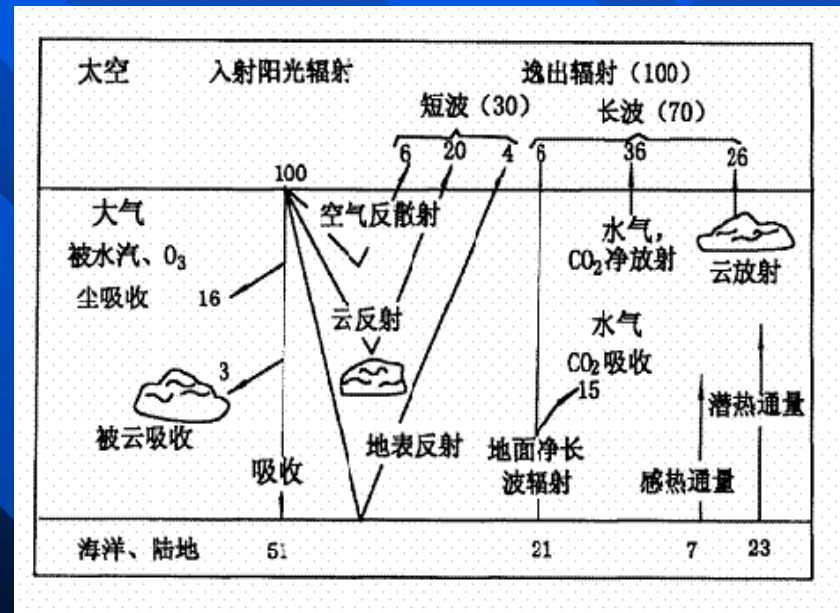 太空
入射阳光辐射
逸出辐射（100）
短波（30）
长波（70）
6 20 4 6 36 26
100
大气
被水汽、O₃
尘吸收 16
空气反散射
水气，
CO₂净放射
云放射
云反射
水气
CO₂吸收
15
3
被云吸收
潜热通量
吸收
地表反射
地面净长
波辐射
感热通量
海洋、陆地 51 21 7 23